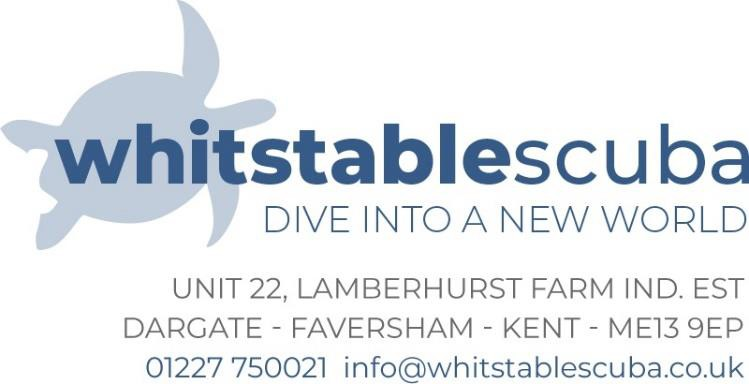 whitstablescuba
DIVE INTO A NEW WORLD
UNIT 22, LAMBERHURST FARM IND. EST
DARGATE - FAVERSHAM - KENT - ME13 9EP
01227 750021 info@whitstablescuba.co.uk